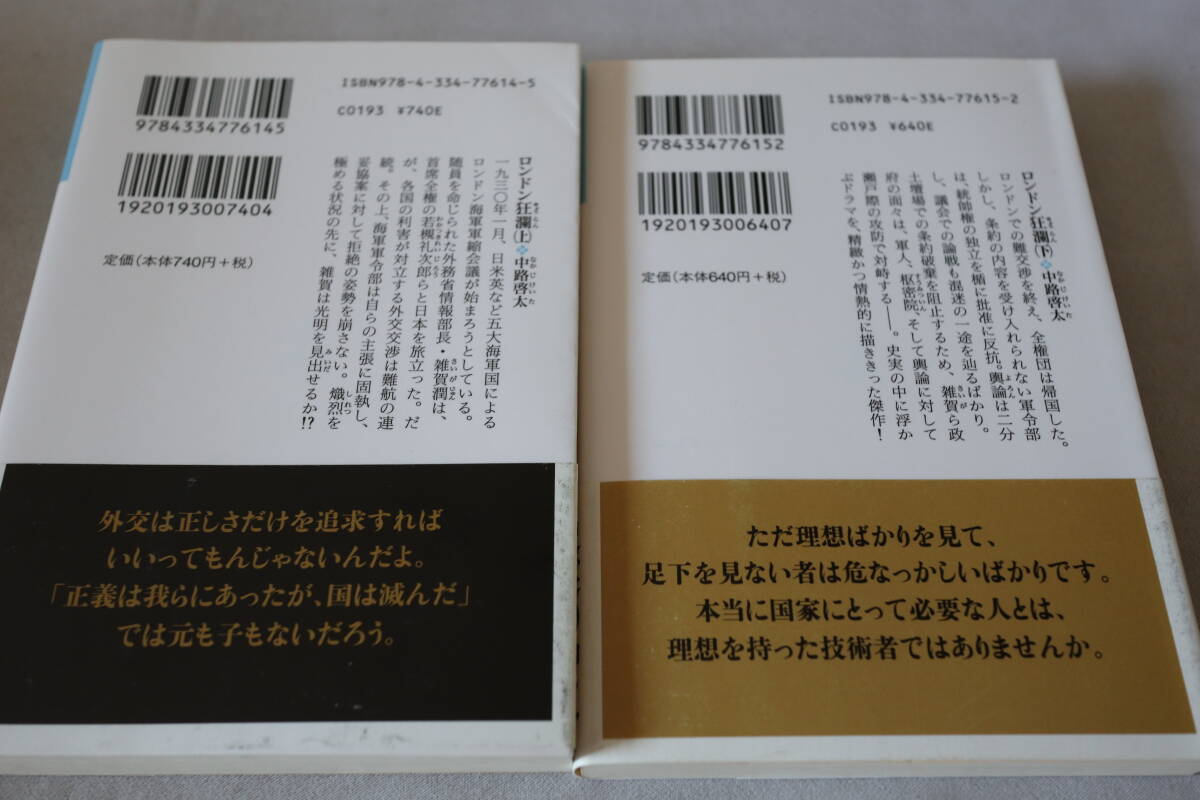 ISBN978-4-334-77614-5
C0193 ¥740E
9784334776145
1920193007404
定価(本体740円+税)
ロンドン狂瀾(上) 中路啓太
一九三〇年一月、日米英など五大海軍国による
ロンドン海軍軍縮会議が始まろうとしている。
随員を命じられた外務省情報部長・雑賀潤は、
首席全権の若槻礼次郎らと日本を旅立った。だ
が、各国の利害が対立する外交交渉は難航の連
続。その上、海軍軍令部は自らの主張に固執し、
妥協案に対して拒絶の姿勢を崩さない。熾烈を
極める状況の先に、雑賀は光明を見出せるか!?
外交は正しさだけを追求すれば
いいってもんじゃないんだよ。
「正義は我らにあったが、国は滅んだ」
では元も子もないだろう。
ISBN978-4-334-77615-2
C0193 ¥640E
9784334776152
1920193006407
定価(本体640円+税)
ロンドン狂瀾(下) 中路啓太
ロンドンでの難交渉を終え、全権団は帰国した。
しかし、条約の内容を受け入れられない軍令部
は、統帥権の独立を楯に批准に反抗。輿論は二分
し、議会での論戦も混迷の一途を辿るばかり。
土壇場での条約破棄を阻止するため、雑賀ら政
府の面々は、軍人、枢密院、そして輿論に対して
瀬戸際の攻防で対峙する――。史実の中に浮か
ぶドラマを、精緻かつ情熱的に描ききった傑作!
ただ理想ばかりを見て、
足下を見ない者は危なっかしいばかりです。
本当に国家にとって必要な人とは、
理想を持った技術者ではありませんか。